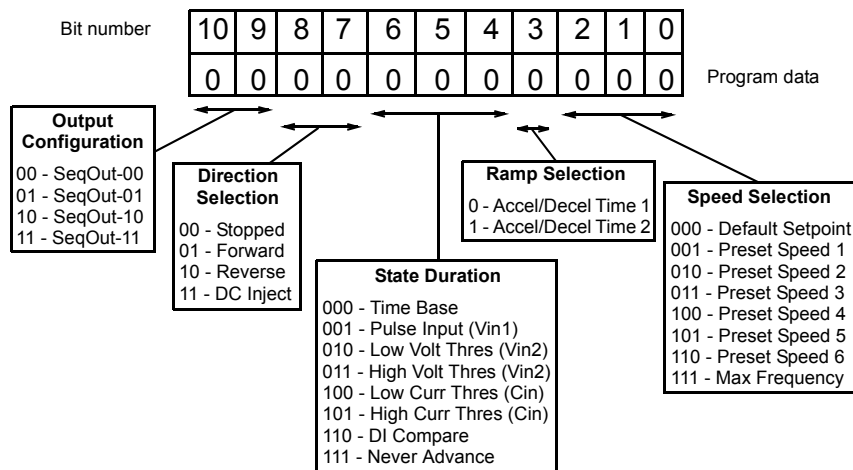 Bit number
10 9 8 7 6 5 4 3 2 1 0
0 0 0 0 0 0 0 0 0 0 0
Program data
Output
Configuration
00 - SeqOut-00
01 - SeqOut-01
10 - SeqOut-10
11 - SeqOut-11
Direction
Selection
00 - Stopped
01 - Forward
10 - Reverse
11 - DC Inject
State Duration
000 - Time Base
001 - Pulse Input (Vin1)
010 - Low Volt Thres (Vin2)
011 - High Volt Thres (Vin2)
100 - Low Curr Thres (Cin)
101 - High Curr Thres (Cin)
110 - DI Compare
111 - Never Advance
Ramp Selection
0 - Accel/Decel Time 1
1 - Accel/Decel Time 2
Speed Selection
000 - Default Setpoint
001 - Preset Speed 1
010 - Preset Speed 2
011 - Preset Speed 3
100 - Preset Speed 4
101 - Preset Speed 5
110 - Preset Speed 6
111 - Max Frequency